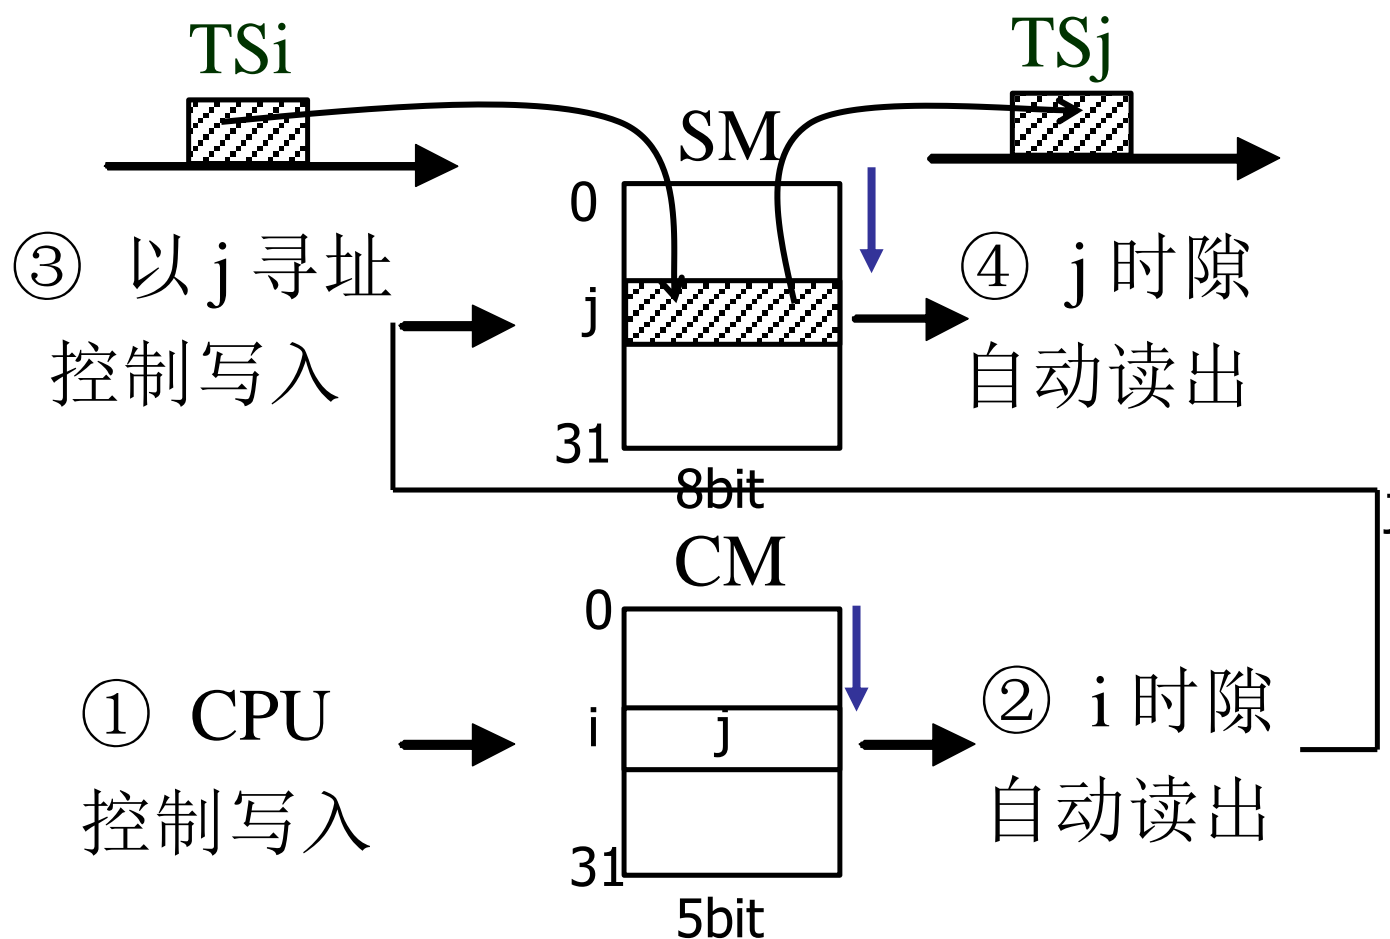 TSi
TSj
SM
0
③ 以 j 寻址
控制写入
j
④ j 时隙
自动读出
31
8bit
CM
0
① CPU
控制写入
i
j
② i 时隙
自动读出
31
5bit